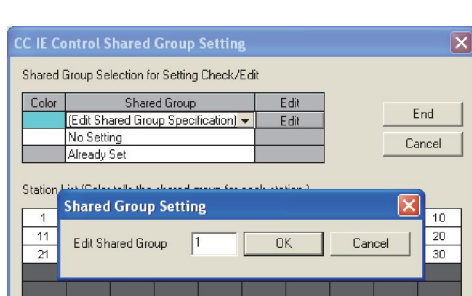 CC IE Control Shared Group Setting
Shared Group Selection for Setting Check/Edit
Color Shared Group Edit
(Edit Shared Group Specification) Edit
No Setting
Already Set
End
Cancel
Station
Shared Group Setting
Edit Shared Group 1 OK Cancel
1 10
11 20
21 30